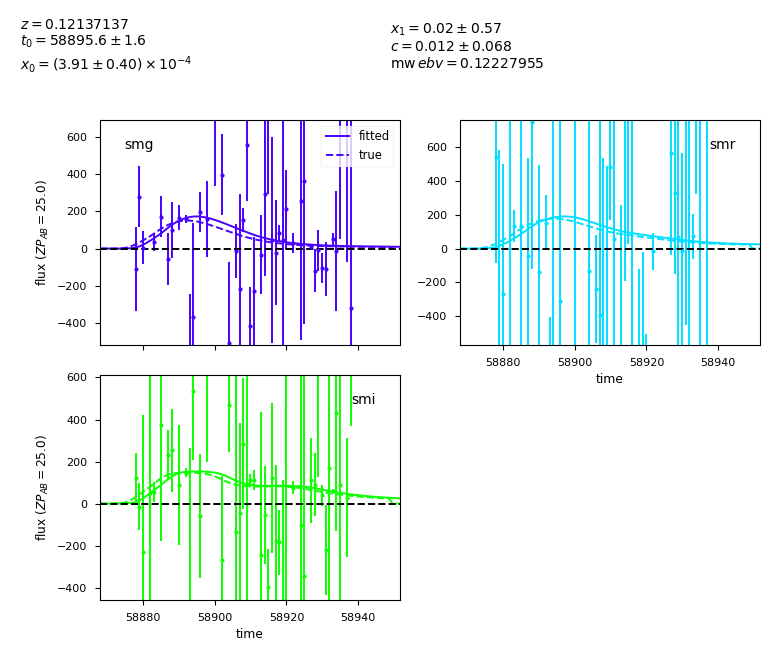 z = 0.12137137
t₀ = 58895.6 ± 1.6
x₀ = (3.91 ± 0.40) × 10⁻⁴
x₁ = 0.02 ± 0.57
c = 0.012 ± 0.068
mw ebv = 0.12227955
smg
fitted
true
600
400
200
0
−200
−400
flux (ZP_AB = 25.0)
smr
600
400
200
0
−200
−400
58880
58900
58920
58940
time
smi
600
400
200
0
−200
−400
flux (ZP_AB = 25.0)
58880
58900
58920
58940
time